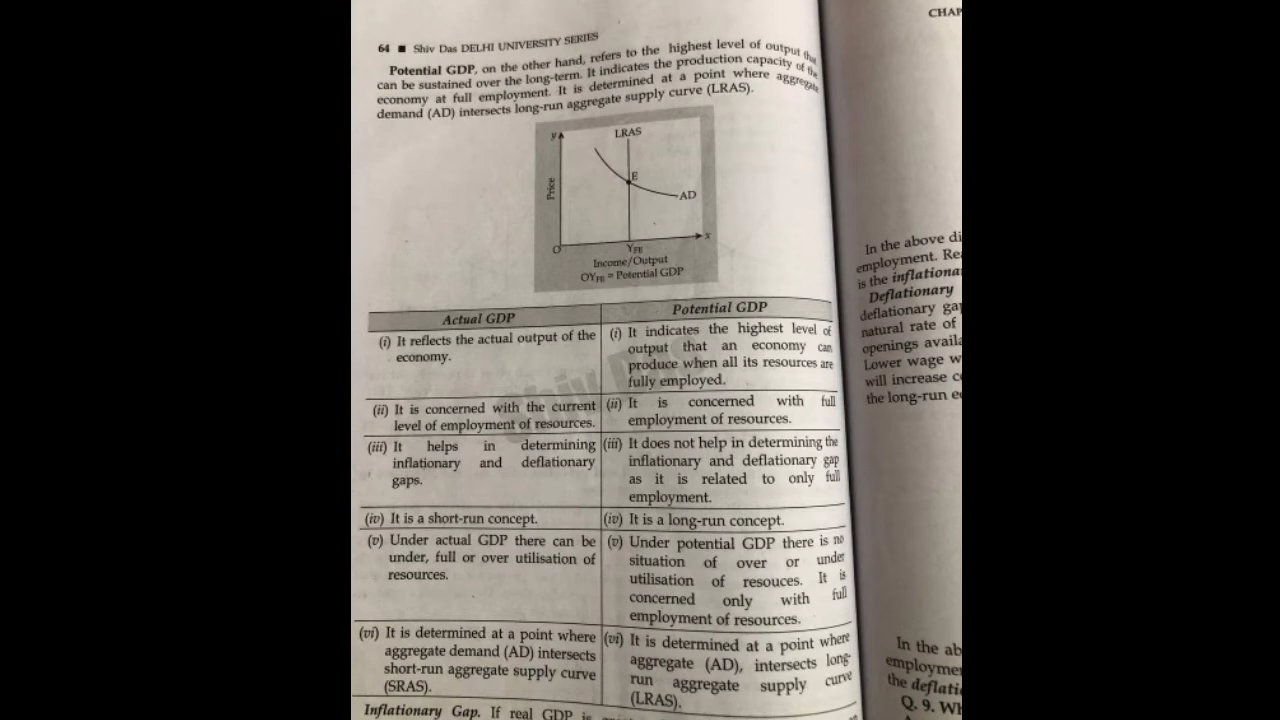 64 ■ Shiv Das DELHI UNIVERSITY SERIES
Potential GDP, on the other hand, refers to the highest level of output that
can be sustained over the long-term. It indicates the production capacity of the
economy at full employment. It is determined at a point where aggregate
demand (AD) intersects long-run aggregate supply curve (LRAS).
y
LRAS
Price
E
AD
O
YFE
x
Income/Output
OYFE = Potential GDP
Actual GDP
(i) It reflects the actual output of the
economy.
(ii) It is concerned with the current
level of employment of resources.
(iii) It helps in determining
inflationary and deflationary
gaps.
(iv) It is a short-run concept.
(v) Under actual GDP there can be
under, full or over utilisation of
resources.
(vi) It is determined at a point where
aggregate demand (AD) intersects
short-run aggregate supply curve
(SRAS).
Potential GDP
(i) It indicates the highest level of
output that an economy can
produce when all its resources are
fully employed.
(ii) It is concerned with full
employment of resources.
(iii) It does not help in determining the
inflationary and deflationary gap
as it is related to only full
employment.
(iv) It is a long-run concept.
(v) Under potential GDP there is no
situation of over or under
utilisation of resouces. It is
concerned only with full
employment of resources.
(vi) It is determined at a point where
aggregate (AD), intersects long-
run aggregate supply curve
(LRAS).
Inflationary Gap. If real GDP is
Shiv Das
CHAP
In the above di
employment. Re
is the inflationa
Deflationary
deflationary ga
natural rate of
openings availa
Lower wage w
will increase c
the long-run e
In the ab
employme
the deflati
Q. 9. Wh